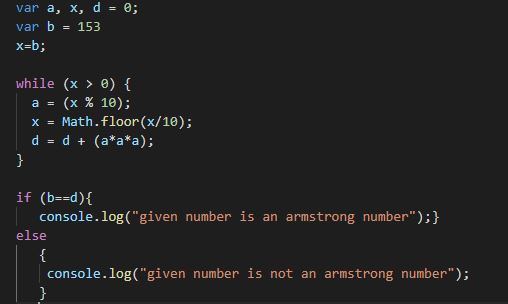 var a, x, d = 0;
var b = 153
x=b;
while (x > 0) {
a = (x % 10);
x = Math.floor(x/10);
d = d + (a*a*a);
}
if (b==d){
console.log("given number is an armstrong number");}
else
{
console.log("given number is not an armstrong number");
}